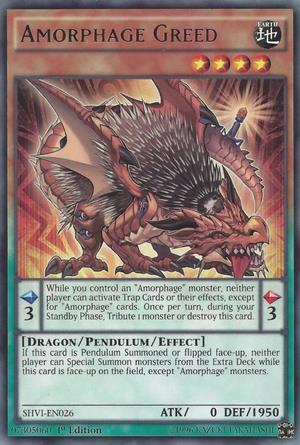 AMORPHAGE GREED
EARTH
地
While you control an "Amorphage" monster, neither
player can activate Trap Cards or their effects, except
for "Amorphage" cards. Once per turn, during your
Standby Phase, Tribute 1 monster or destroy this card.
3
3
[DRAGON/PENDULUM/EFFECT]
If this card is Pendulum Summoned or flipped face-up, neither
player can Special Summon monsters from the Extra Deck while
this card is face-up on the field, except "Amorphage" monsters.
SHVI-EN026
ATK/ 0 DEF/1950
07305060 1st Edition
©1996 KAZUKI TAKAHASHI